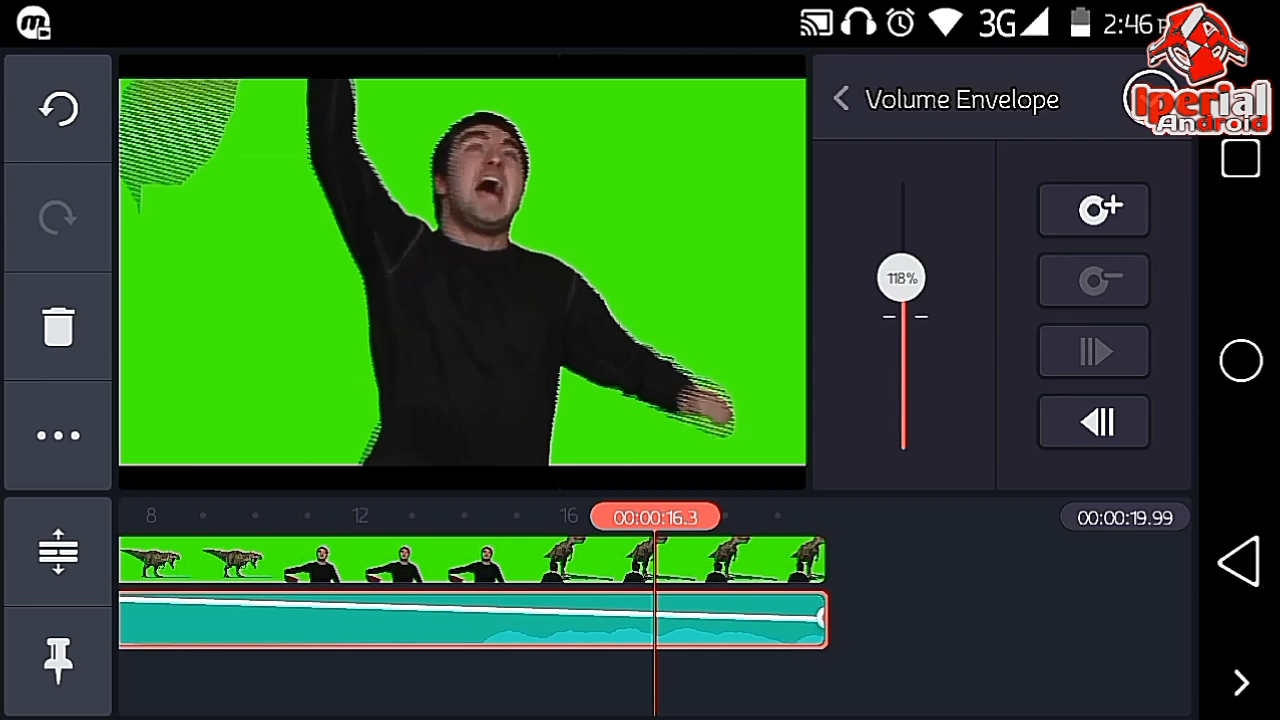 3G 2:46 P
Iperial
Android
Volume Envelope
118%
8 12 16 00:00:16.3 00:00:19.99